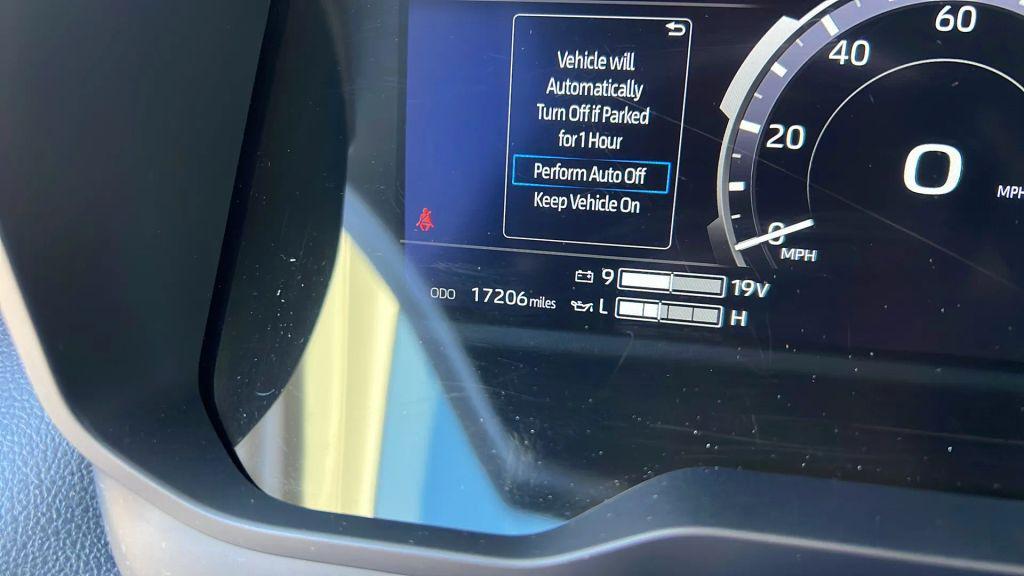 Vehicle will
Automatically
Turn Off if Parked
for 1 Hour
Perform Auto Off
Keep Vehicle On
60
40
20
0
0
MPH
MPH
9 19V
ODO 17206 miles
L H